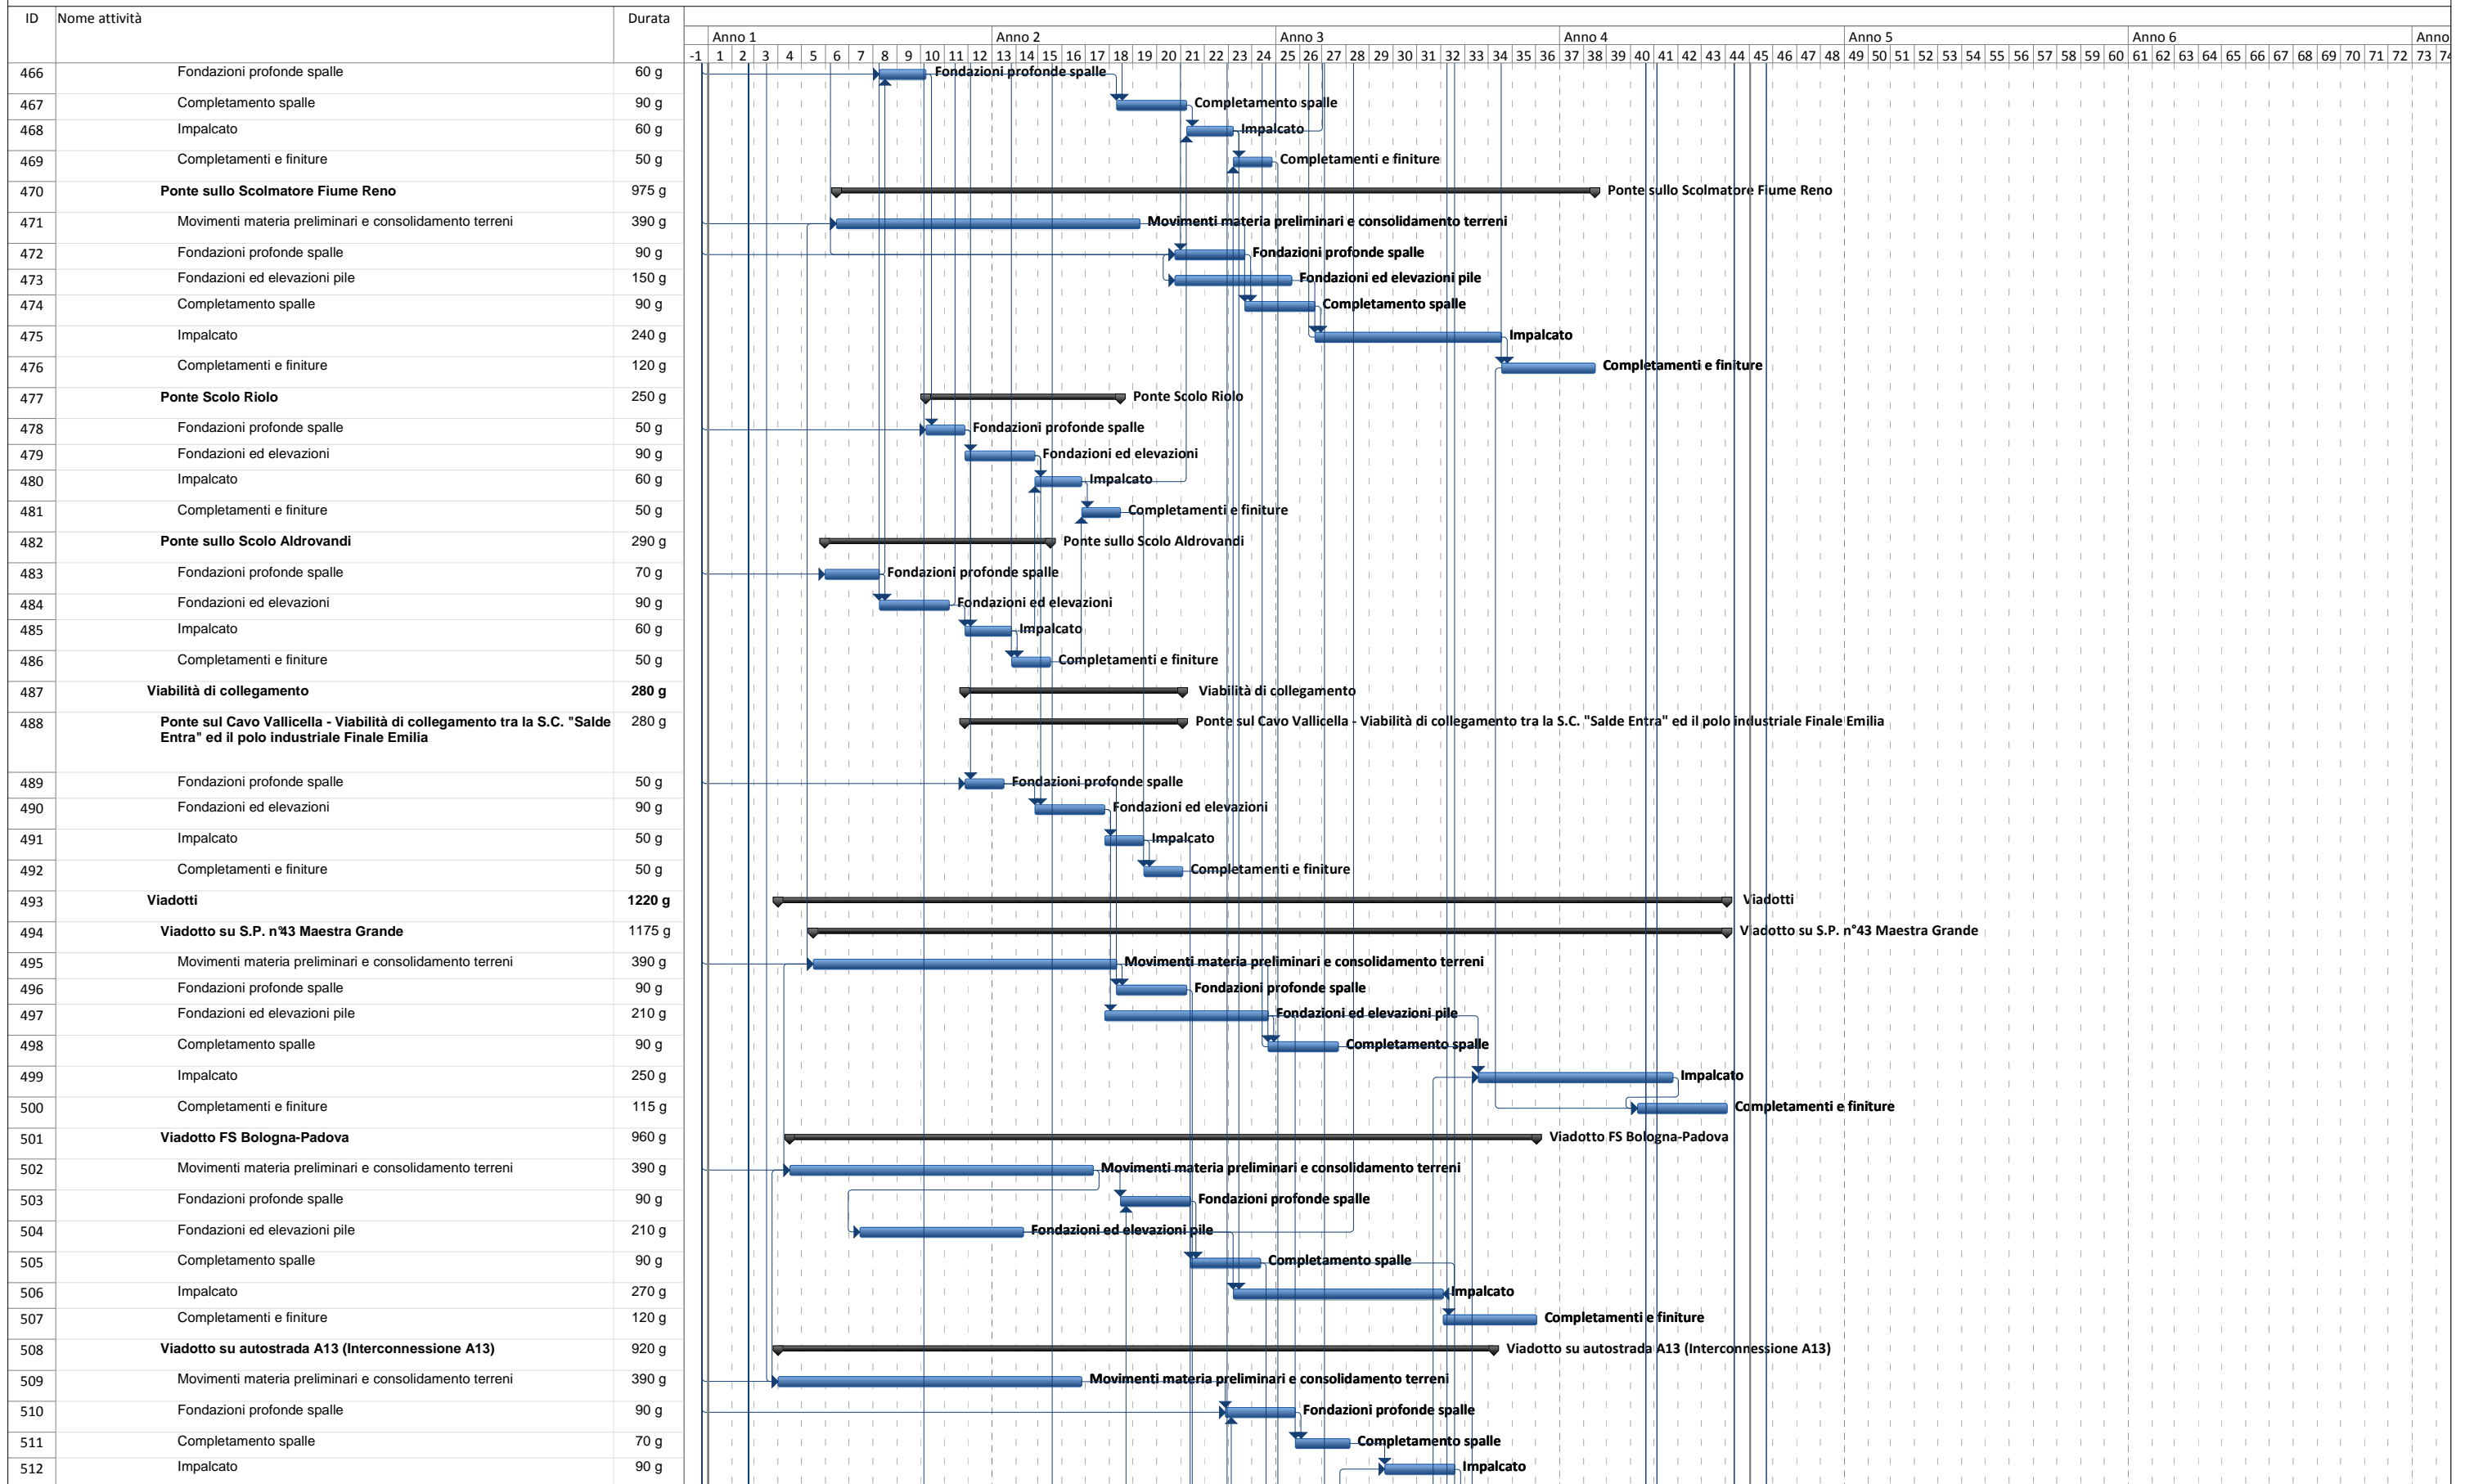 ID Nome attività Durata
Anno 1 Anno 2 Anno 3 Anno 4 Anno 5 Anno 6 Anno
-1 1 2 3 4 5 6 7 8 9 10 11 12 13 14 15 16 17 18 19 20 21 22 23 24 25 26 27 28 29 30 31 32 33 34 35 36 37 38 39 40 41 42 43 44 45 46 47 48 49 50 51 52 53 54 55 56 57 58 59 60 61 62 63 64 65 66 67 68 69 70 71 72 73 74
466 Fondazioni profonde spalle 60 g Fondazioni profonde spalle
467 Completamento spalle 90 g Completamento spalle
468 Impalcato 60 g Impalcato
469 Completamenti e finiture 50 g Completamenti e finiture
470 Ponte sullo Scolmatore Fiume Reno 975 g Ponte sullo Scolmatore Fiume Reno
471 Movimenti materia preliminari e consolidamento terreni 390 g Movimenti materia preliminari e consolidamento terreni
472 Fondazioni profonde spalle 90 g Fondazioni profonde spalle
473 Fondazioni ed elevazioni pile 150 g Fondazioni ed elevazioni pile
474 Completamento spalle 90 g Completamento spalle
475 Impalcato 240 g Impalcato
476 Completamenti e finiture 120 g Completamenti e finiture
477 Ponte Scolo Riolo 250 g Ponte Scolo Riolo
478 Fondazioni profonde spalle 50 g Fondazioni profonde spalle
479 Fondazioni ed elevazioni 90 g Fondazioni ed elevazioni
480 Impalcato 60 g Impalcato
481 Completamenti e finiture 50 g Completamenti e finiture
482 Ponte sullo Scolo Aldrovandi 290 g Ponte sullo Scolo Aldrovandi
483 Fondazioni profonde spalle 70 g Fondazioni profonde spalle
484 Fondazioni ed elevazioni 90 g Fondazioni ed elevazioni
485 Impalcato 60 g Impalcato
486 Completamenti e finiture 50 g Completamenti e finiture
487 Viabilità di collegamento 280 g Viabilità di collegamento
488 Ponte sul Cavo Vallicella - Viabilità di collegamento tra la S.C. "Salde 280 g Ponte sul Cavo Vallicella - Viabilità di collegamento tra la S.C. "Salde Entra" ed il polo industriale Finale Emilia
Entra" ed il polo industriale Finale Emilia
489 Fondazioni profonde spalle 50 g Fondazioni profonde spalle
490 Fondazioni ed elevazioni 90 g Fondazioni ed elevazioni
491 Impalcato 50 g Impalcato
492 Completamenti e finiture 50 g Completamenti e finiture
493 Viadotti 1220 g Viadotti
494 Viadotto su S.P. n°43 Maestra Grande 1175 g Viadotto su S.P. n°43 Maestra Grande
495 Movimenti materia preliminari e consolidamento terreni 390 g Movimenti materia preliminari e consolidamento terreni
496 Fondazioni profonde spalle 90 g Fondazioni profonde spalle
497 Fondazioni ed elevazioni pile 210 g Fondazioni ed elevazioni pile
498 Completamento spalle 90 g Completamento spalle
499 Impalcato 250 g Impalcato
500 Completamenti e finiture 115 g Completamenti e finiture
501 Viadotto FS Bologna-Padova 960 g Viadotto FS Bologna-Padova
502 Movimenti materia preliminari e consolidamento terreni 390 g Movimenti materia preliminari e consolidamento terreni
503 Fondazioni profonde spalle 90 g Fondazioni profonde spalle
504 Fondazioni ed elevazioni pile 210 g Fondazioni ed elevazioni pile
505 Completamento spalle 90 g Completamento spalle
506 Impalcato 270 g Impalcato
507 Completamenti e finiture 120 g Completamenti e finiture
508 Viadotto su autostrada A13 (Interconnessione A13) 920 g Viadotto su autostrada A13 (Interconnessione A13)
509 Movimenti materia preliminari e consolidamento terreni 390 g Movimenti materia preliminari e consolidamento terreni
510 Fondazioni profonde spalle 90 g Fondazioni profonde spalle
511 Completamento spalle 70 g Completamento spalle
512 Impalcato 90 g Impalcato